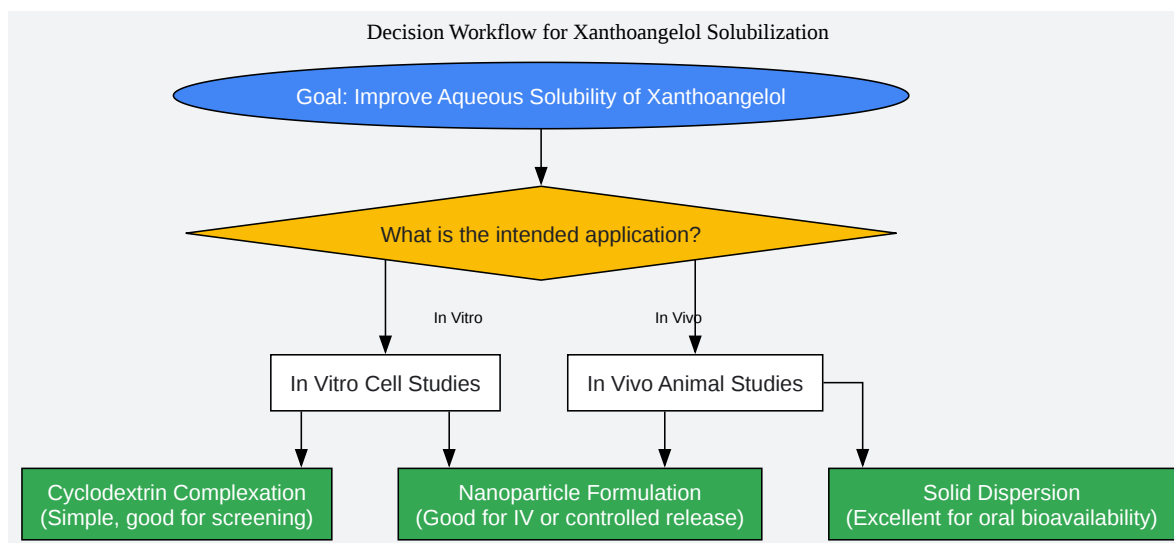 Decision Workflow for Xanthoangelol Solubilization
Goal: Improve Aqueous Solubility of Xanthoangelol
What is the intended application?
In Vitro
In Vivo
In Vitro Cell Studies
In Vivo Animal Studies
Cyclodextrin Complexation
(Simple, good for screening)
Nanoparticle Formulation
(Good for IV or controlled release)
Solid Dispersion
(Excellent for oral bioavailability)